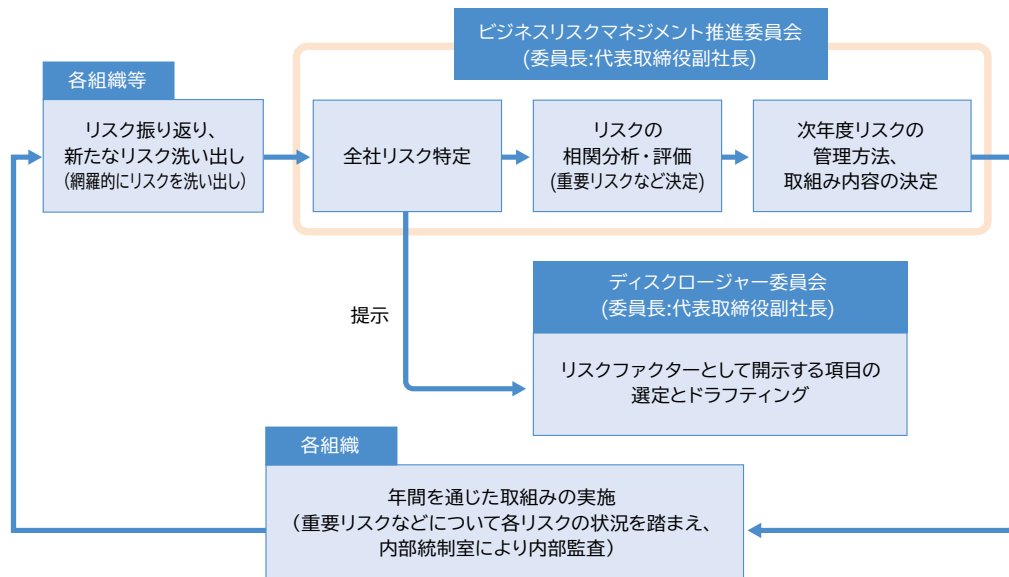 ビジネスリスクマネジメント推進委員会
(委員長:代表取締役副社長)
各組織等
リスク振り返り、
新たなリスク洗い出し
(網羅的にリスクを洗い出し)
全社リスク特定
リスクの
相関分析・評価
(重要リスクなど決定)
次年度リスクの
管理方法、
取組み内容の決定
提示
ディスクロージャー委員会
(委員長:代表取締役副社長)
リスクファクターとして開示する項目の
選定とドラフティング
各組織
年間を通じた取組みの実施
（重要リスクなどについて各リスクの状況を踏まえ、
内部統制室により内部監査）